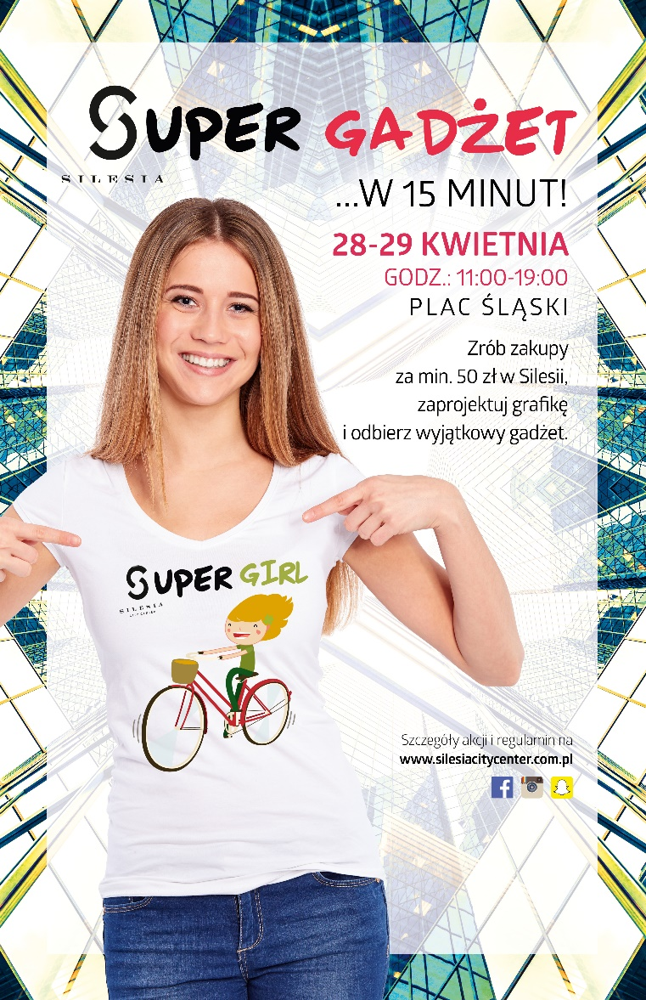 SUPER GADŻET
SILESIA
...W 15 MINUT!
28-29 KWIETNIA
GODZ.: 11:00-19:00
PLAC ŚLĄSKI
Zrób zakupy
za min. 50 zł w Silesii,
zaprojektuj grafikę
i odbierz wyjątkowy gadżet.
SUPER GIRL
SILESIA
CITY CENTER
Szczegóły akcji i regulamin na
www.silesiacitycenter.com.pl